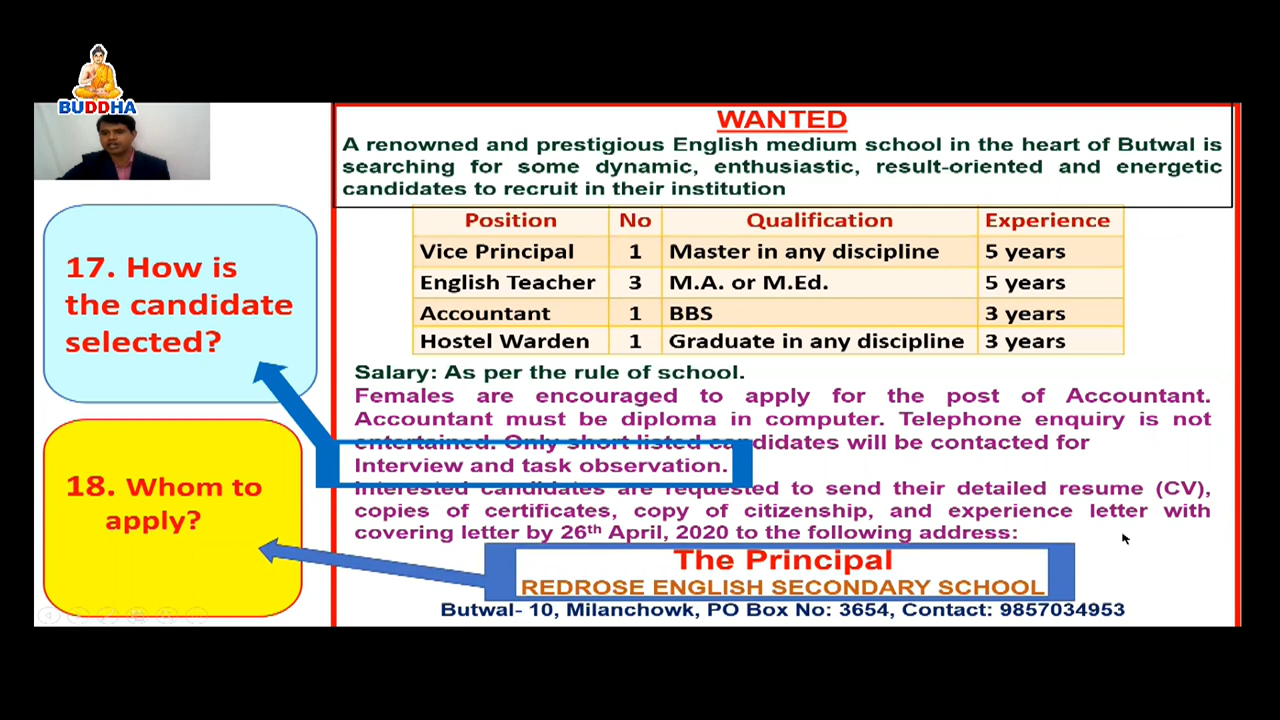 BUDDHA
17. How is
the candidate
selected?
18. Whom to
apply?
WANTED
A renowned and prestigious English medium school in the heart of Butwal is
searching for some dynamic, enthusiastic, result-oriented and energetic
candidates to recruit in their institution
Position No Qualification Experience
Vice Principal 1 Master in any discipline 5 years
English Teacher 3 M.A. or M.Ed. 5 years
Accountant 1 BBS 3 years
Hostel Warden 1 Graduate in any discipline 3 years
Salary: As per the rule of school.
Females are encouraged to apply for the post of Accountant.
Accountant must be diploma in computer. Telephone enquiry is not
entertained. Only short listed candidates will be contacted for
Interview and task observation.
Interested candidates are requested to send their detailed resume (CV),
copies of certificates, copy of citizenship, and experience letter with
covering letter by 26th April, 2020 to the following address:
The Principal
REDROSE ENGLISH SECONDARY SCHOOL
Butwal- 10, Milanchowk, PO Box No: 3654, Contact: 9857034953